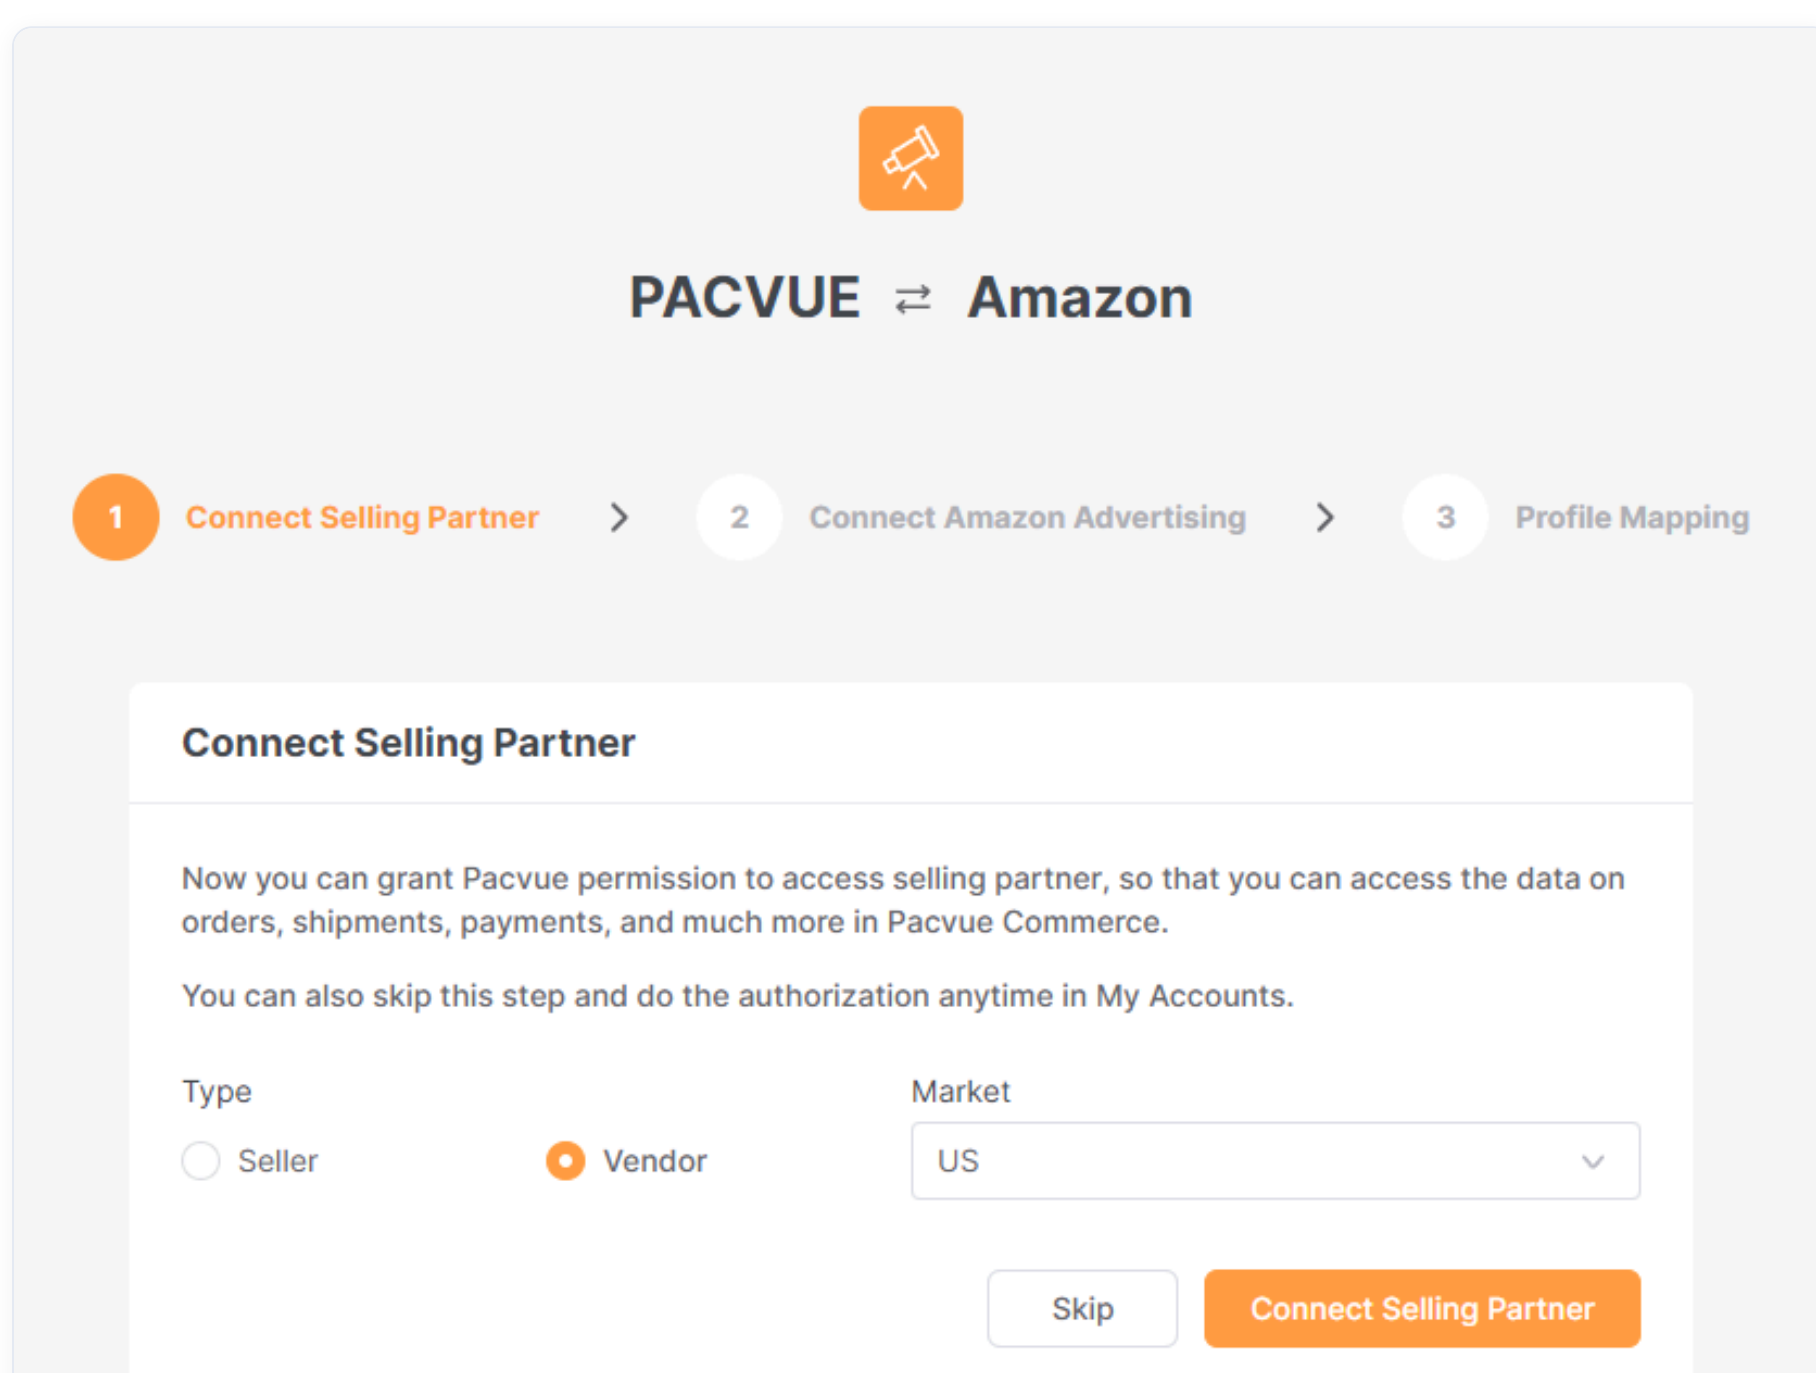 PACVUE ⇄ Amazon
1 Connect Selling Partner > 2 Connect Amazon Advertising > 3 Profile Mapping
Connect Selling Partner
Now you can grant Pacvue permission to access selling partner, so that you can access the data on
orders, shipments, payments, and much more in Pacvue Commerce.
You can also skip this step and do the authorization anytime in My Accounts.
Type
Seller
Vendor
Market
US
Skip
Connect Selling Partner